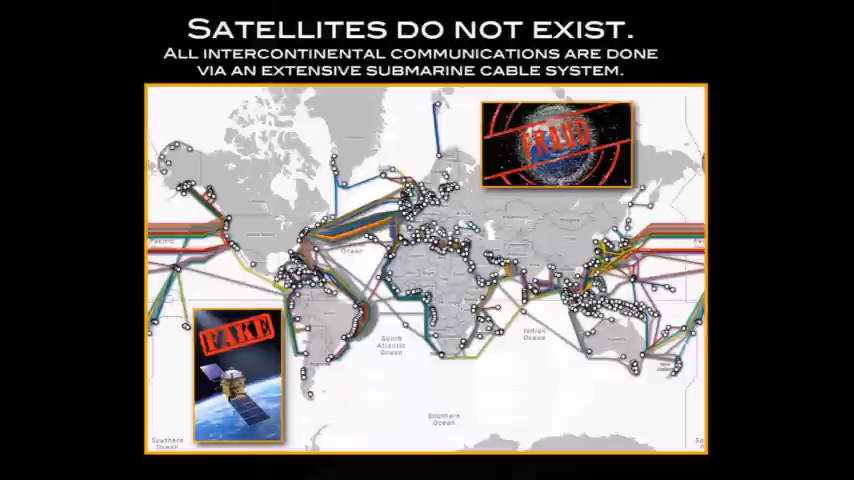 SATELLITES DO NOT EXIST.
ALL INTERCONTINENTAL COMMUNICATIONS ARE DONE
VIA AN EXTENSIVE SUBMARINE CABLE SYSTEM.
FRAUD
Pacific
Ocean
South
Atlantic
Ocean
Indian
Ocean
FAKE
Southern
Ocean
Southern
Ocean